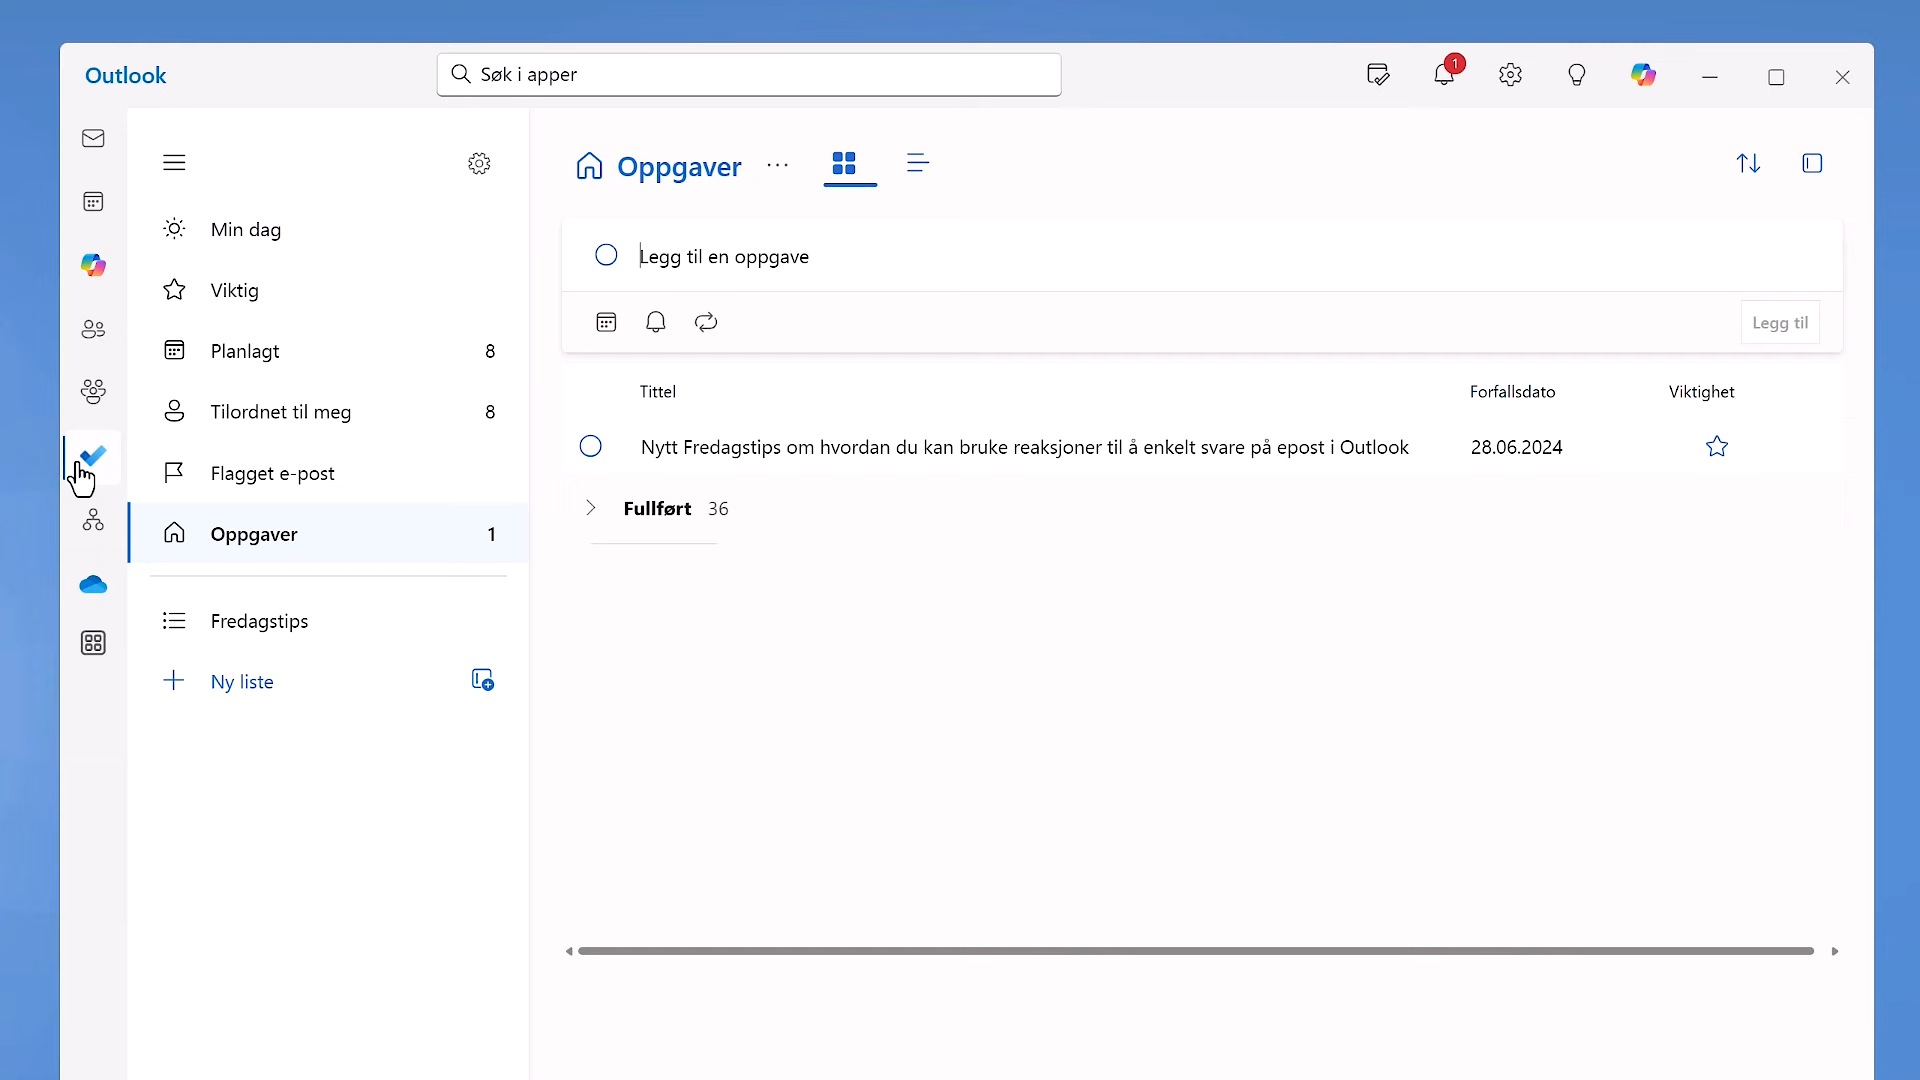 Outlook
Søk i apper
1
Min dag
Viktig
Planlagt 8
Tilordnet til meg 8
Flagget e-post
Oppgaver 1
Fredagstips
Ny liste
Oppgaver
Legg til en oppgave
Legg til
Tittel Forfallsdato Viktighet
Nytt Fredagstips om hvordan du kan bruke reaksjoner til å enkelt svare på epost i Outlook 28.06.2024
Fullført 36